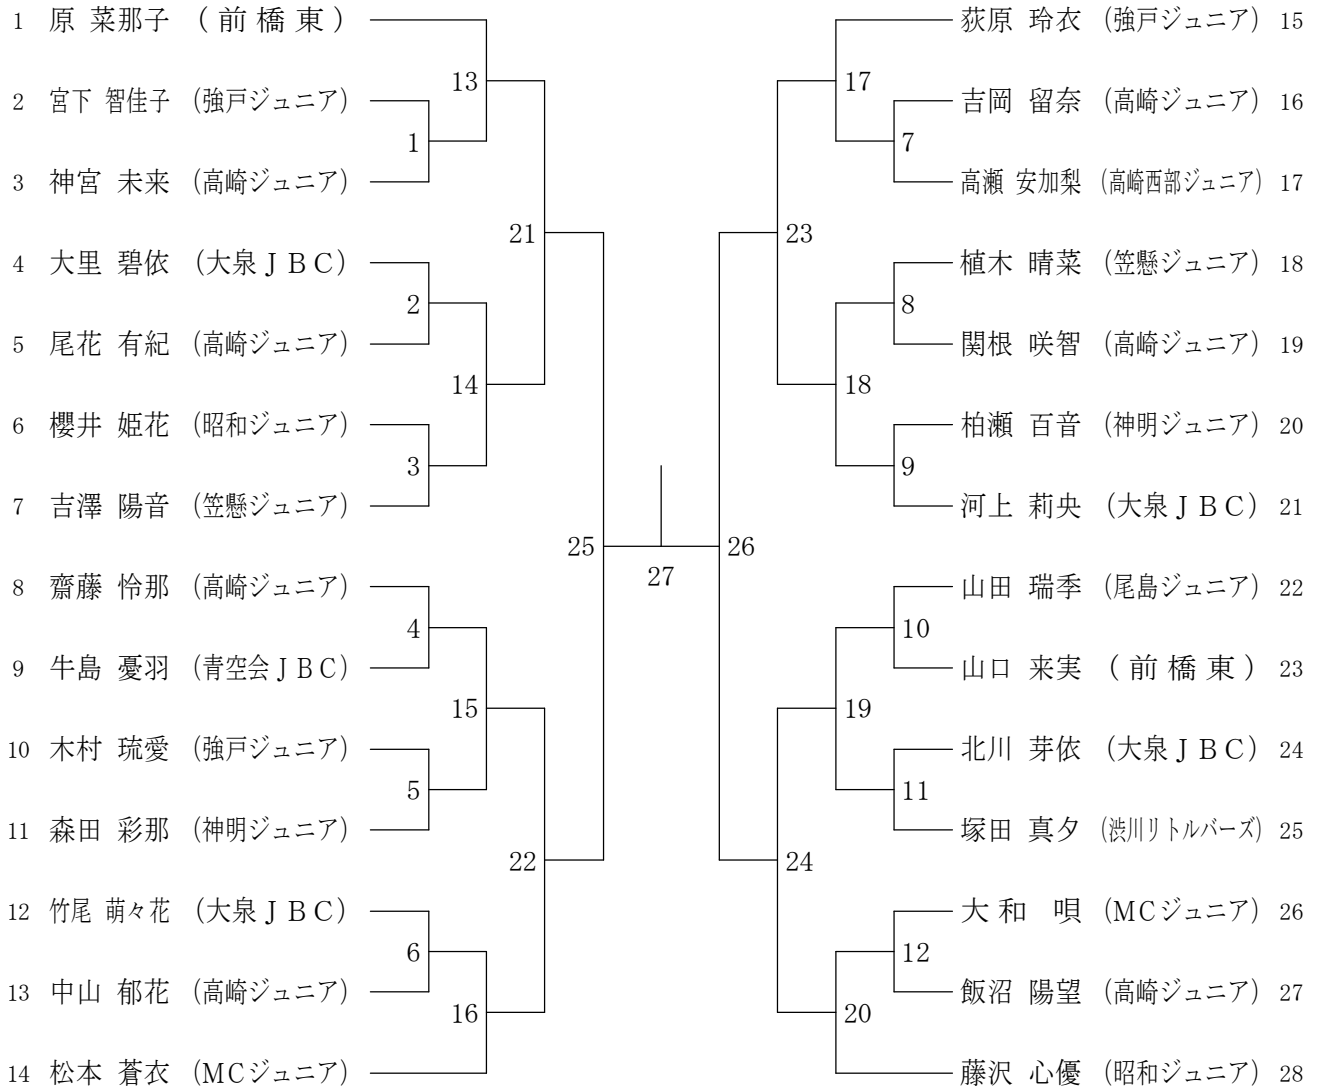 1 原 菜那子 (前 橋 東)
2 宮下 智佳子 (強戸ジュニア)
3 神宮 未来 (高崎ジュニア)
4 大里 碧依 (大泉ＪＢＣ)
5 尾花 有紀 (高崎ジュニア)
6 櫻井 姫花 (昭和ジュニア)
7 吉澤 陽音 (笠懸ジュニア)
8 齋藤 怜那 (高崎ジュニア)
9 牛島 憂羽 (青空会ＪＢＣ)
10 木村 琉愛 (強戸ジュニア)
11 森田 彩那 (神明ジュニア)
12 竹尾 萌々花 (大泉ＪＢＣ)
13 中山 郁花 (高崎ジュニア)
14 松本 蒼衣 (MCジュニア)
13
1
21
2
14
3
25
4
15
5
22
6
16
27
17
7
23
8
18
9
26
10
19
11
24
12
20
荻原 玲衣 (強戸ジュニア) 15
吉岡 留奈 (高崎ジュニア) 16
高瀬 安加梨 (高崎西部ジュニア) 17
植木 晴菜 (笠懸ジュニア) 18
関根 咲智 (高崎ジュニア) 19
柏瀬 百音 (神明ジュニア) 20
河上 莉央 (大泉ＪＢＣ) 21
山田 瑞季 (尾島ジュニア) 22
山口 来実 (前 橋 東) 23
北川 芽依 (大泉ＪＢＣ) 24
塚田 真夕 (渋川リトルバーズ) 25
大 和 唄 (MCジュニア) 26
飯沼 陽望 (高崎ジュニア) 27
藤沢 心優 (昭和ジュニア) 28